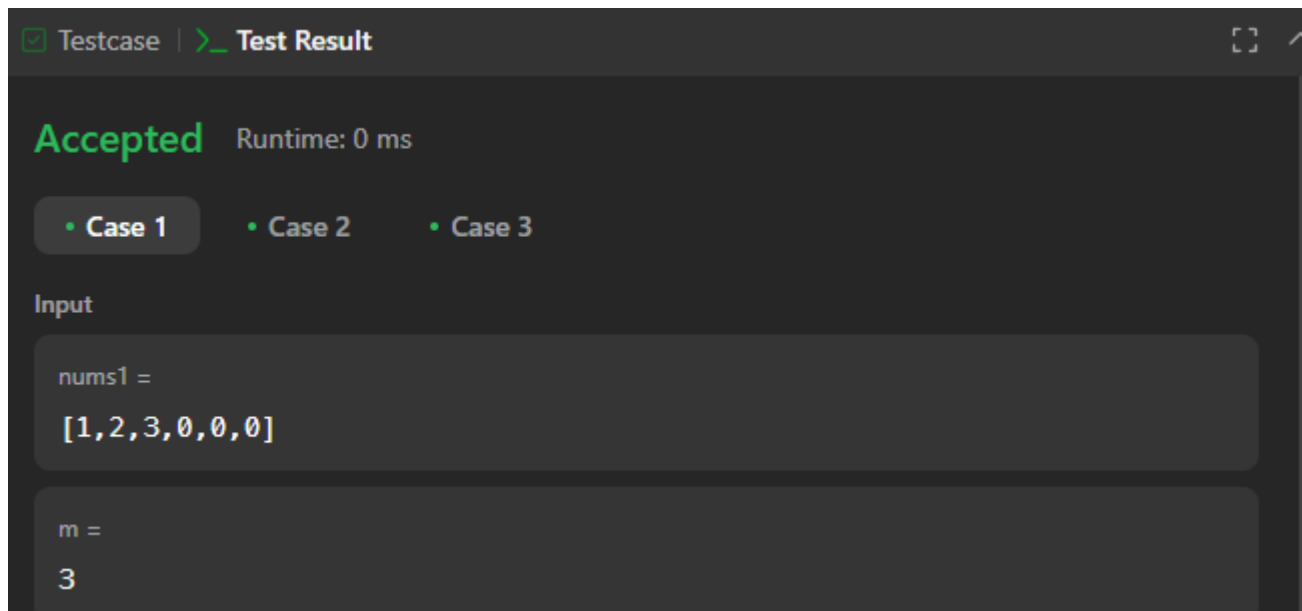 Testcase | >_ Test Result
Accepted Runtime: 0 ms
• Case 1 • Case 2 • Case 3
Input
nums1 =
[1,2,3,0,0,0]
m =
3